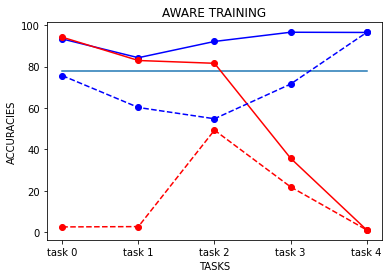 AWARE TRAINING
100
80
60
40
20
0
ACCURACIES
task 0 task 1 task 2 task 3 task 4
TASKS